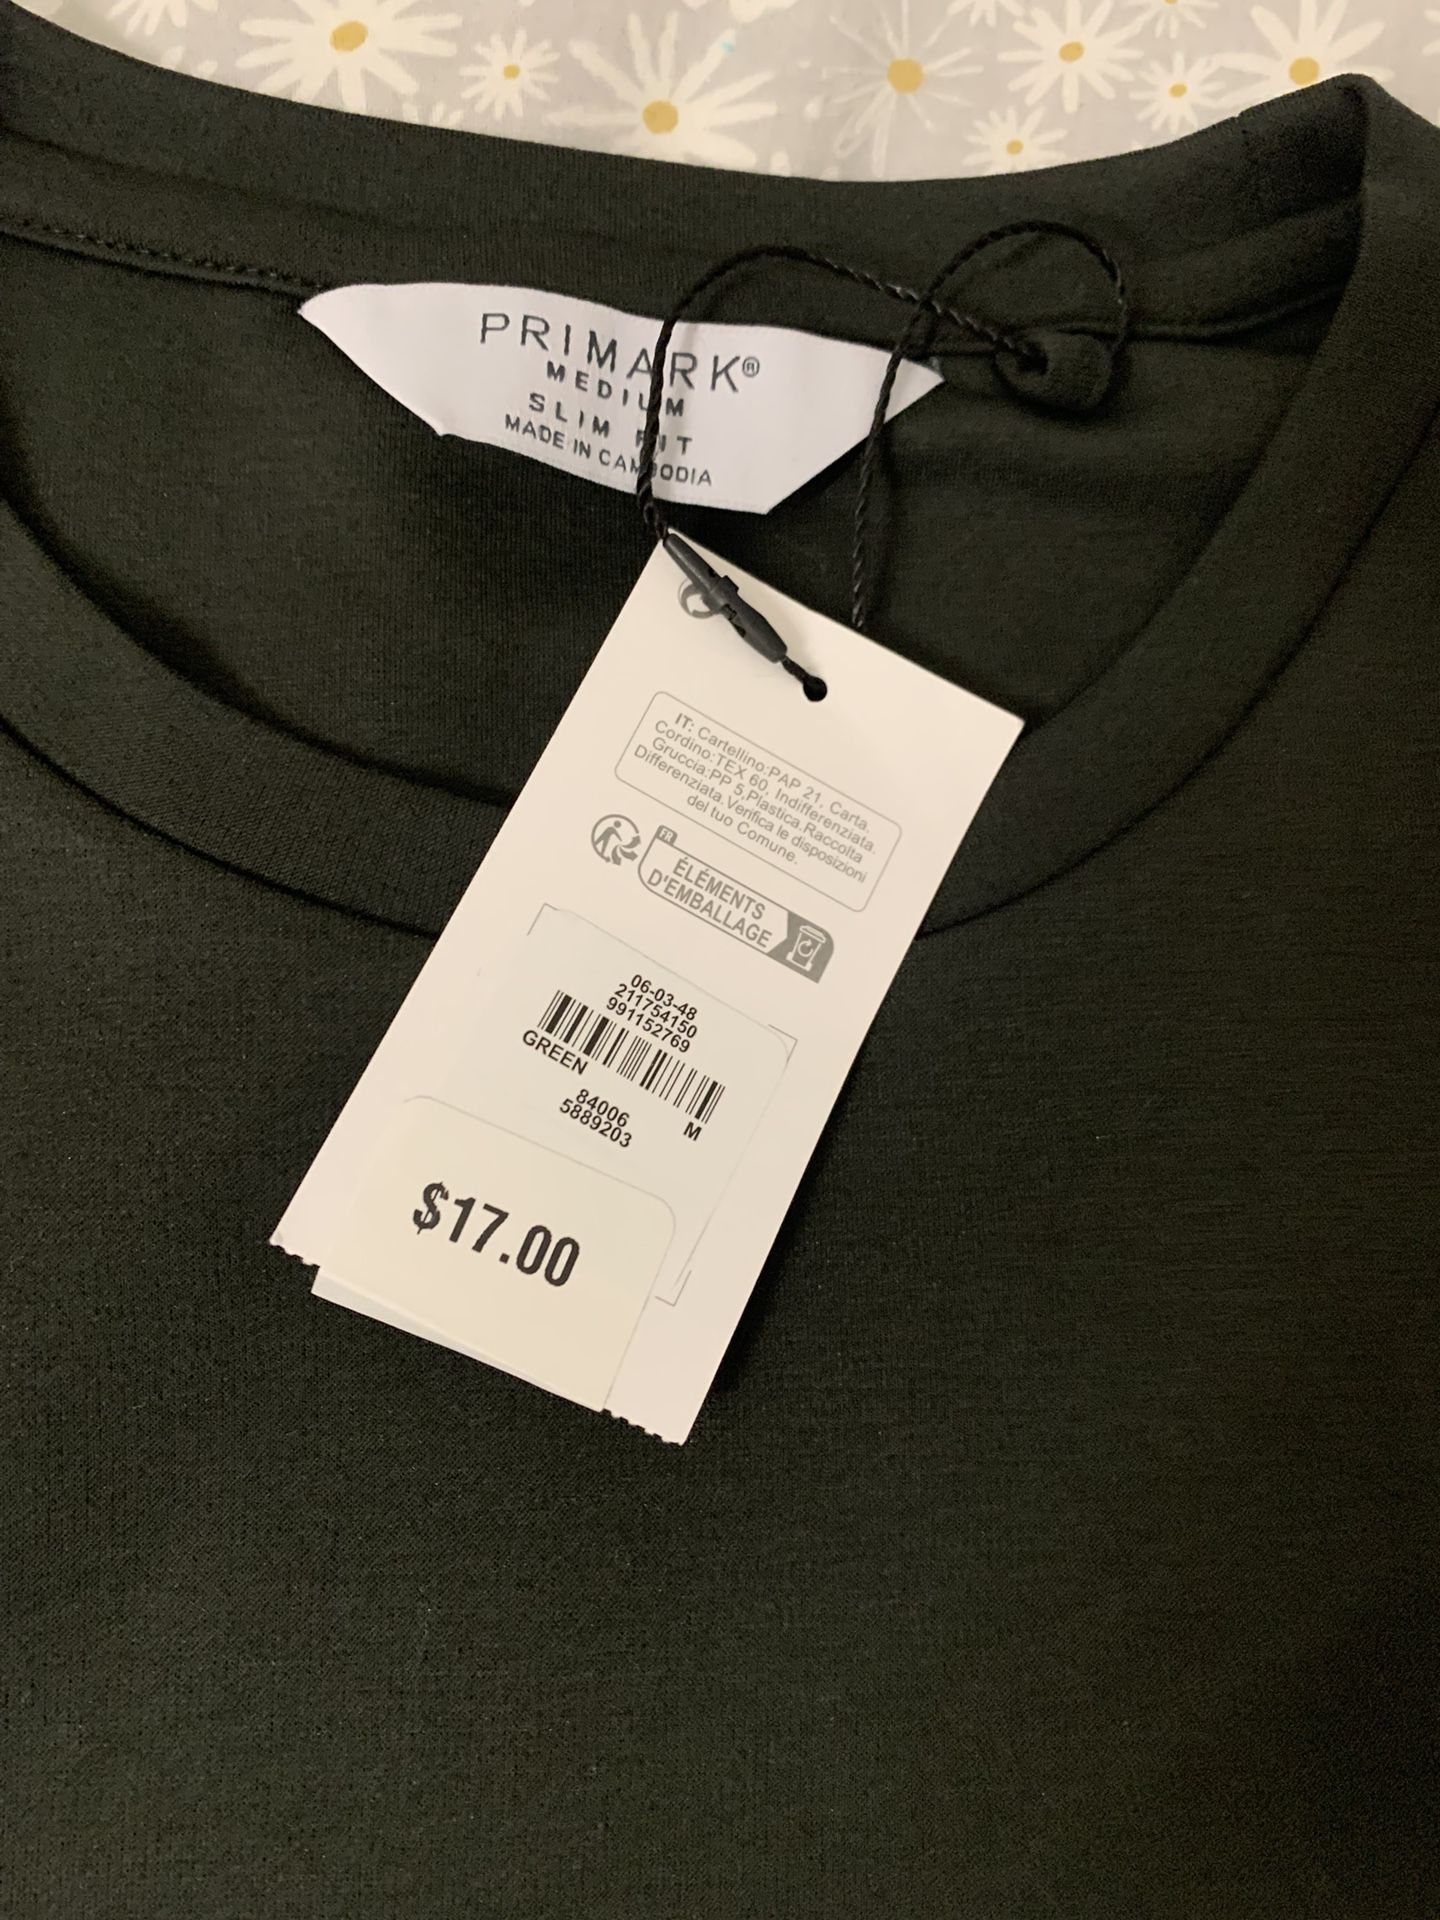 PRIMARK®
MEDIUM
SLIM FIT
MADE IN CAMBODIA
IT: Cartellino:PAP 21, Carta.
Cordino:TEX 60, Indifferenziata.
Gruccia:PP 5,Plastica.Raccolta
Differenziata.Verifica le disposizioni
del tuo Comune.
FR
ÉLÉMENTS
D'EMBALLAGE
06-03-48
211754150
991152769
GREEN
84006 M
5889203
$17.00